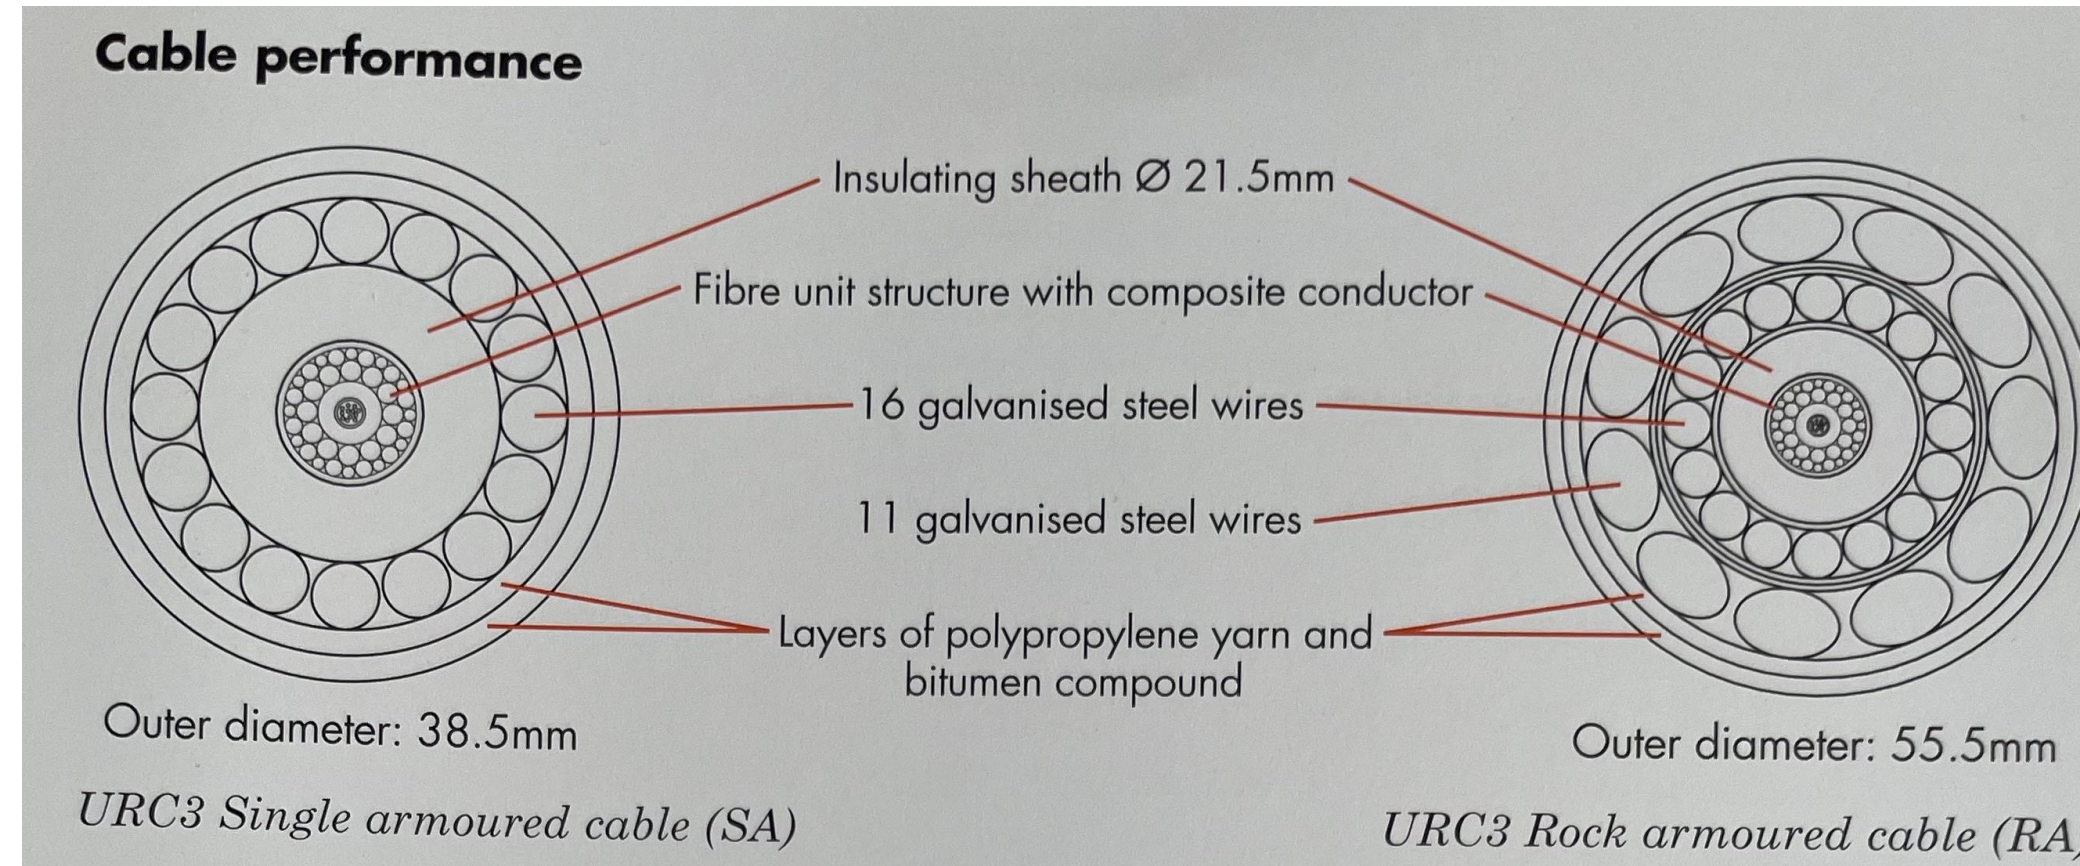 Cable performance
Insulating sheath Ø 21.5mm
Fibre unit structure with composite conductor
16 galvanised steel wires
11 galvanised steel wires
Layers of polypropylene yarn and
bitumen compound
Outer diameter: 38.5mm
Outer diameter: 55.5mm
URC3 Single armoured cable (SA)
URC3 Rock armoured cable (RA)